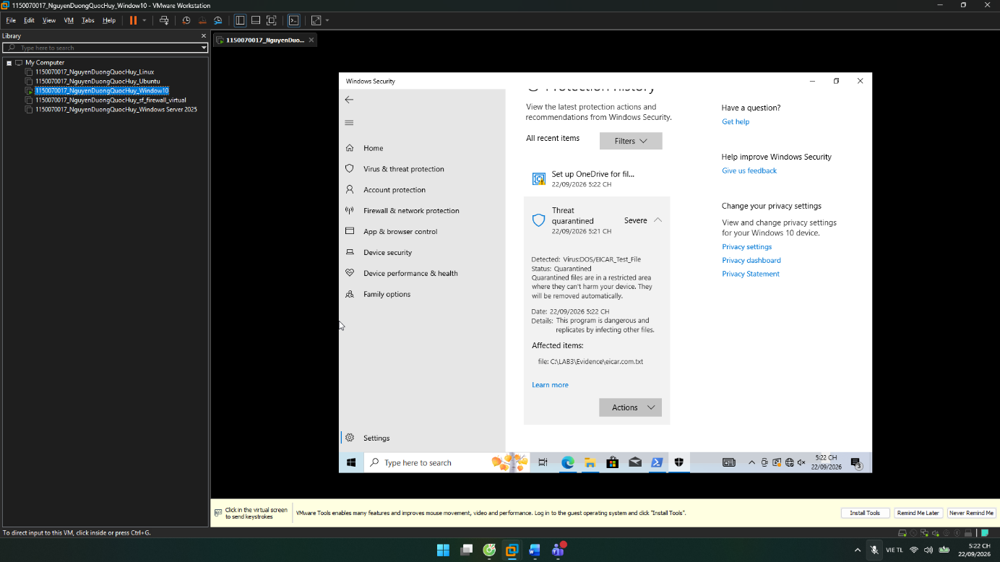 1150070017_NguyenDuongQuocHuy_Window10 - VMware Workstation
File Edit View VM Tabs Help
Library
Type here to search
My Computer
1150070017_NguyenDuongQuocHuy_Linux
1150070017_NguyenDuongQuocHuy_Ubuntu
1150070017_NguyenDuongQuocHuy_Window10
1150070017_NguyenDuongQuocHuy_sf_firewall_virtual
1150070017_NguyenDuongQuocHuy_Windows Server 2025
1150070017_NguyenDuo...
Windows Security
Home
Virus & threat protection
Account protection
Firewall & network protection
App & browser control
Device security
Device performance & health
Family options
Settings
Protection history
View the latest protection actions and
recommendations from Windows Security.
All recent items
Filters
Set up OneDrive for fil...
22/09/2026 5:22 CH
Threat
quarantined
Severe
22/09/2026 5:21 CH
Detected: Virus:DOS/EICAR_Test_File
Status: Quarantined
Quarantined files are in a restricted area
where they can't harm your device. They
will be removed automatically.
Date: 22/09/2026 5:22 CH
Details: This program is dangerous and
replicates by infecting other files.
Affected items:
file: C:\LAB3\Evidence\eicar.com.txt
Learn more
Actions
Have a question?
Get help
Help improve Windows Security
Give us feedback
Change your privacy settings
View and change privacy settings
for your Windows 10 device.
Privacy settings
Privacy dashboard
Privacy Statement
Type here to search
5:22 CH
22/09/2026
3
Click in the virtual screen
to send keystrokes
VMware Tools enables many features and improves mouse movement, video and performance. Log in to the guest operating system and click "Install Tools".
Install Tools
Remind Me Later
Never Remind Me
To direct input to this VM, click inside or press Ctrl+G.
VIE TL
5:22 CH
22/09/2026